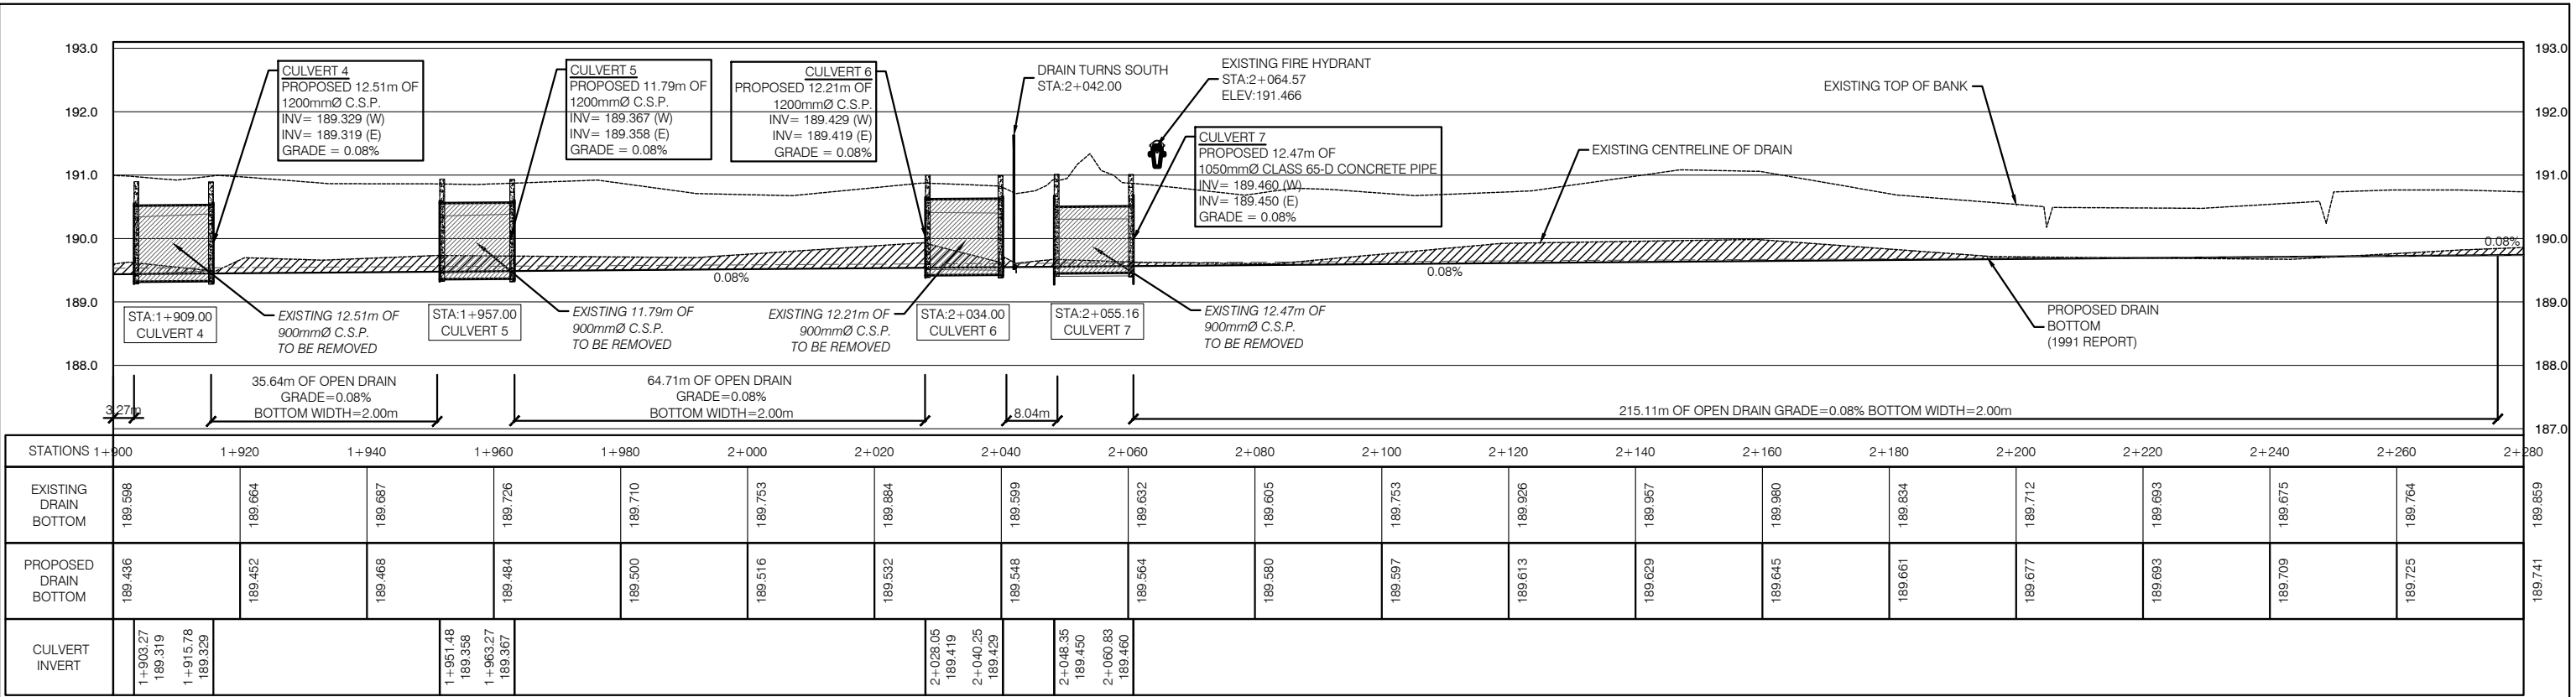 193.0
192.0
191.0
190.0
189.0
188.0
193.0
192.0
191.0
190.0
189.0
188.0
187.0
CULVERT 4
PROPOSED 12.51m OF
1200mmØ C.S.P.
INV= 189.329 (W)
INV= 189.319 (E)
GRADE = 0.08%
CULVERT 5
PROPOSED 11.79m OF
1200mmØ C.S.P.
INV= 189.367 (W)
INV= 189.358 (E)
GRADE = 0.08%
CULVERT 6
PROPOSED 12.21m OF
1200mmØ C.S.P.
INV= 189.429 (W)
INV= 189.419 (E)
GRADE = 0.08%
DRAIN TURNS SOUTH
STA:2+042.00
EXISTING FIRE HYDRANT
STA:2+064.57
ELEV:191.466
CULVERT 7
PROPOSED 12.47m OF
1050mmØ CLASS 65-D CONCRETE PIPE
INV= 189.460 (W)
INV= 189.450 (E)
GRADE = 0.08%
EXISTING TOP OF BANK
EXISTING CENTRELINE OF DRAIN
0.08%
0.08%
0.08%
STA:1+909.00
CULVERT 4
EXISTING 12.51m OF
900mmØ C.S.P.
TO BE REMOVED
STA:1+957.00
CULVERT 5
EXISTING 11.79m OF
900mmØ C.S.P.
TO BE REMOVED
EXISTING 12.21m OF
900mmØ C.S.P.
TO BE REMOVED
STA:2+034.00
CULVERT 6
STA:2+055.16
CULVERT 7
EXISTING 12.47m OF
900mmØ C.S.P.
TO BE REMOVED
PROPOSED DRAIN
BOTTOM
(1991 REPORT)
3.27m
35.64m OF OPEN DRAIN
GRADE=0.08%
BOTTOM WIDTH=2.00m
64.71m OF OPEN DRAIN
GRADE=0.08%
BOTTOM WIDTH=2.00m
8.04m
215.11m OF OPEN DRAIN GRADE=0.08% BOTTOM WIDTH=2.00m
STATIONS 1+900 1+920 1+940 1+960 1+980 2+000 2+020 2+040 2+060 2+080 2+100 2+120 2+140 2+160 2+180 2+200 2+220 2+240 2+260 2+280
EXISTING
DRAIN
BOTTOM
189.598 189.664 189.687 189.726 189.710 189.753 189.884 189.599 189.632 189.605 189.753 189.926 189.957 189.980 189.834 189.712 189.693 189.675 189.764 189.859
PROPOSED
DRAIN
BOTTOM
189.436 189.452 189.468 189.484 189.500 189.516 189.532 189.548 189.564 189.580 189.597 189.613 189.629 189.645 189.661 189.677 189.693 189.709 189.725 189.741
CULVERT
INVERT
1+903.27
189.319
1+915.78
189.329
1+951.48
189.358
1+963.27
189.367
2+028.05
189.419
2+040.25
189.429
2+048.35
189.450
2+060.83
189.460